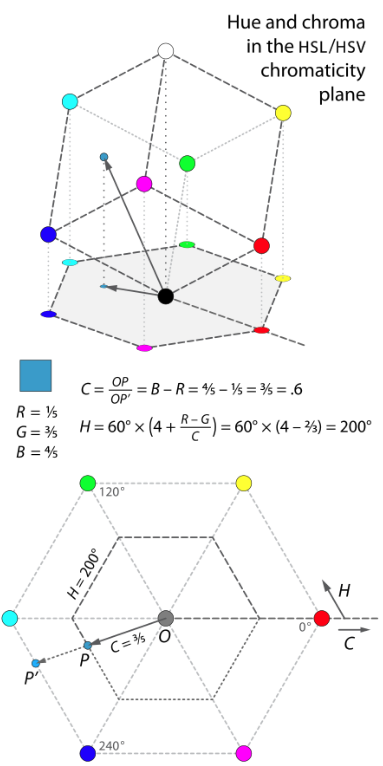 Hue and chroma
in the HSL/HSV
chromaticity
plane
C = OP/OP′ = B − R = ⅘ − ⅕ = ⅗ = .6
R = ⅕
G = ⅗
B = ⅘
H = 60° × (4 + R − G/C) = 60° × (4 − ⅔) = 200°
120°
H = 200°
H
0°
C
C = ⅗
O
P
P′
240°